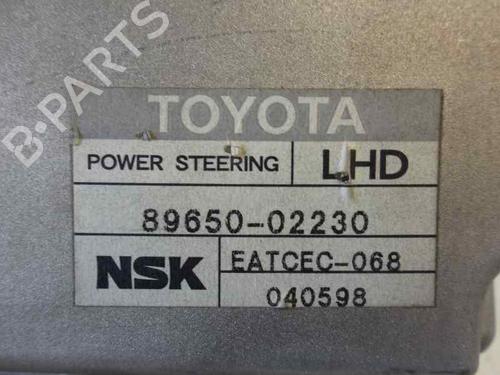 B-PARTS
TOYOTA
POWER STEERING LHD
89650-02230
NSK EATCEC-068
040598